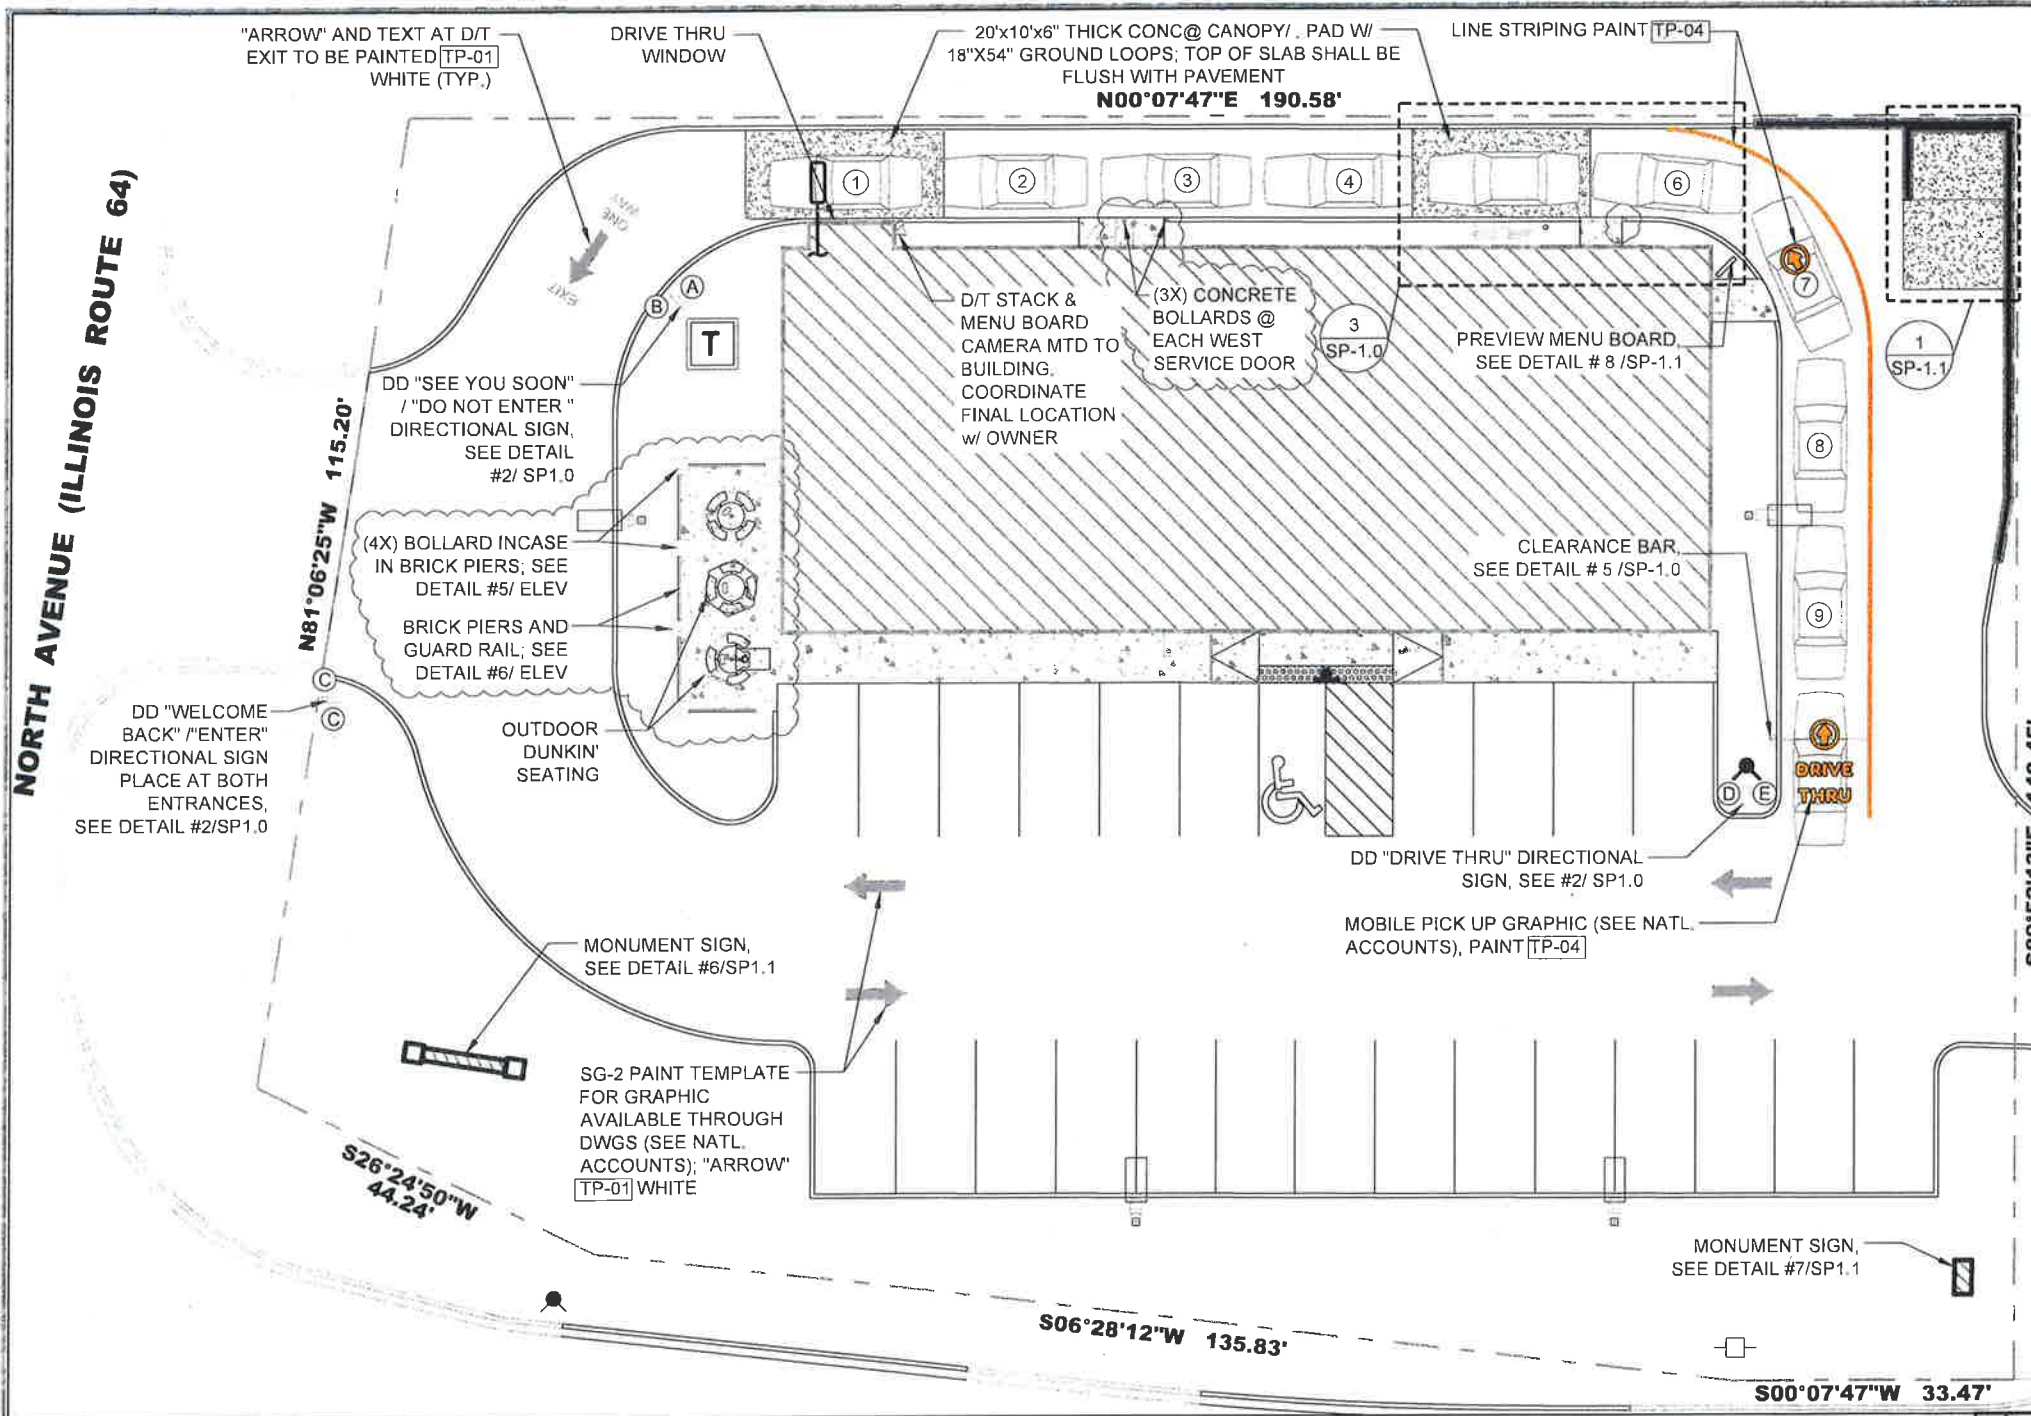 "ARROW" AND TEXT AT D/T
EXIT TO BE PAINTED TP-01
WHITE (TYP.)
DRIVE THRU
WINDOW
20'x10'x6" THICK CONC@ CANOPY/ . PAD W/
18"X54" GROUND LOOPS; TOP OF SLAB SHALL BE
FLUSH WITH PAVEMENT
N00°07'47"E 190.58'
LINE STRIPING PAINT TP-04
NORTH AVENUE (ILLINOIS ROUTE 64)
N81°06'25"W 115.20'
ONE
WAY
EXIT
1
2
3
4
6
7
8
9
A
B
T
DD "SEE YOU SOON"
/ "DO NOT ENTER "
DIRECTIONAL SIGN,
SEE DETAIL
#2/ SP1.0
D/T STACK &
MENU BOARD
CAMERA MTD TO
BUILDING.
COORDINATE
FINAL LOCATION
w/ OWNER
(3X) CONCRETE
BOLLARDS @
EACH WEST
SERVICE DOOR
3
SP-1.0
PREVIEW MENU BOARD,
SEE DETAIL # 8 /SP-1.1
1
SP-1.1
(4X) BOLLARD INCASE
IN BRICK PIERS; SEE
DETAIL #5/ ELEV
BRICK PIERS AND
GUARD RAIL; SEE
DETAIL #6/ ELEV
CLEARANCE BAR,
SEE DETAIL # 5 /SP-1.0
C
C
DD "WELCOME
BACK" /"ENTER"
DIRECTIONAL SIGN
PLACE AT BOTH
ENTRANCES,
SEE DETAIL #2/SP1.0
OUTDOOR
DUNKIN'
SEATING
DRIVE
THRU
D
E
DD "DRIVE THRU" DIRECTIONAL
SIGN, SEE #2/ SP1.0
MOBILE PICK UP GRAPHIC (SEE NATL.
ACCOUNTS), PAINT TP-04
MONUMENT SIGN,
SEE DETAIL #6/SP1.1
SG-2 PAINT TEMPLATE
FOR GRAPHIC
AVAILABLE THROUGH
DWGS (SEE NATL.
ACCOUNTS); "ARROW"
TP-01 WHITE
S26°24'50"W
44.24'
MONUMENT SIGN,
SEE DETAIL #7/SP1.1
S06°28'12"W 135.83'
S00°07'47"W 33.47'